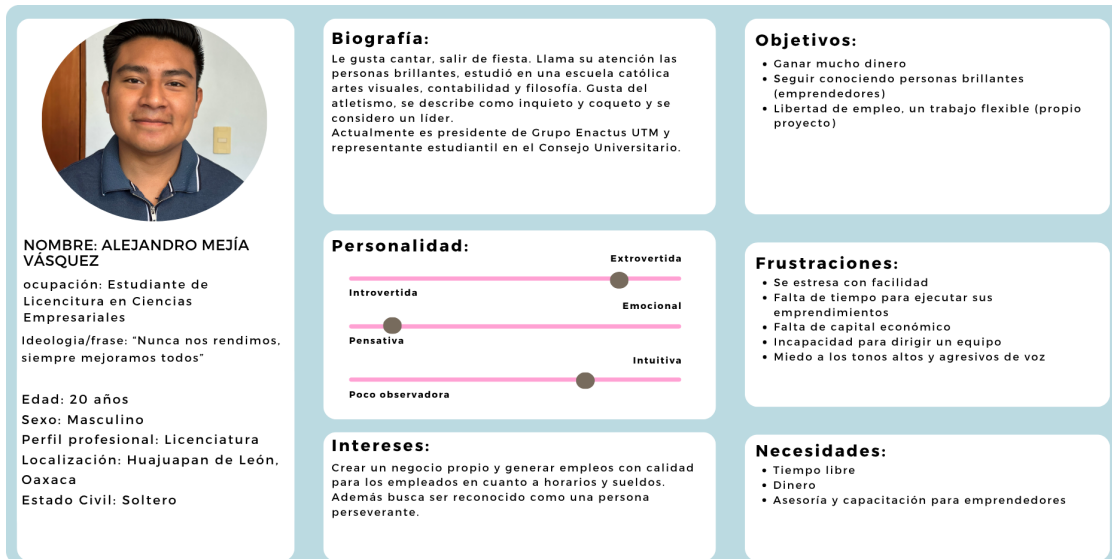 NOMBRE: ALEJANDRO MEJÍA
VÁSQUEZ
ocupación: Estudiante de
Licencitura en Ciencias
Empresariales
Ideologia/frase: "Nunca nos rendimos,
siempre mejoramos todos"
Edad: 20 años
Sexo: Masculino
Perfil profesional: Licenciatura
Localización: Huajuapan de León,
Oaxaca
Estado Civil: Soltero
Biografía:
Le gusta cantar, salir de fiesta. Llama su atención las
personas brillantes, estudió en una escuela católica
artes visuales, contabilidad y filosofía. Gusta del
atletismo, se describe como inquieto y coqueto y se
considero un líder.
Actualmente es presidente de Grupo Enactus UTM y
representante estudiantil en el Consejo Universitario.
Personalidad:
Extrovertida
Introvertida
Emocional
Pensativa
Intuitiva
Poco observadora
Intereses:
Crear un negocio propio y generar empleos con calidad
para los empleados en cuanto a horarios y sueldos.
Además busca ser reconocido como una persona
perseverante.
Objetivos:
• Ganar mucho dinero
• Seguir conociendo personas brillantes
(emprendedores)
• Libertad de empleo, un trabajo flexible (propio
proyecto)
Frustraciones:
• Se estresa con facilidad
• Falta de tiempo para ejecutar sus
emprendimientos
• Falta de capital económico
• Incapacidad para dirigir un equipo
• Miedo a los tonos altos y agresivos de voz
Necesidades:
• Tiempo libre
• Dinero
• Asesoría y capacitación para emprendedores